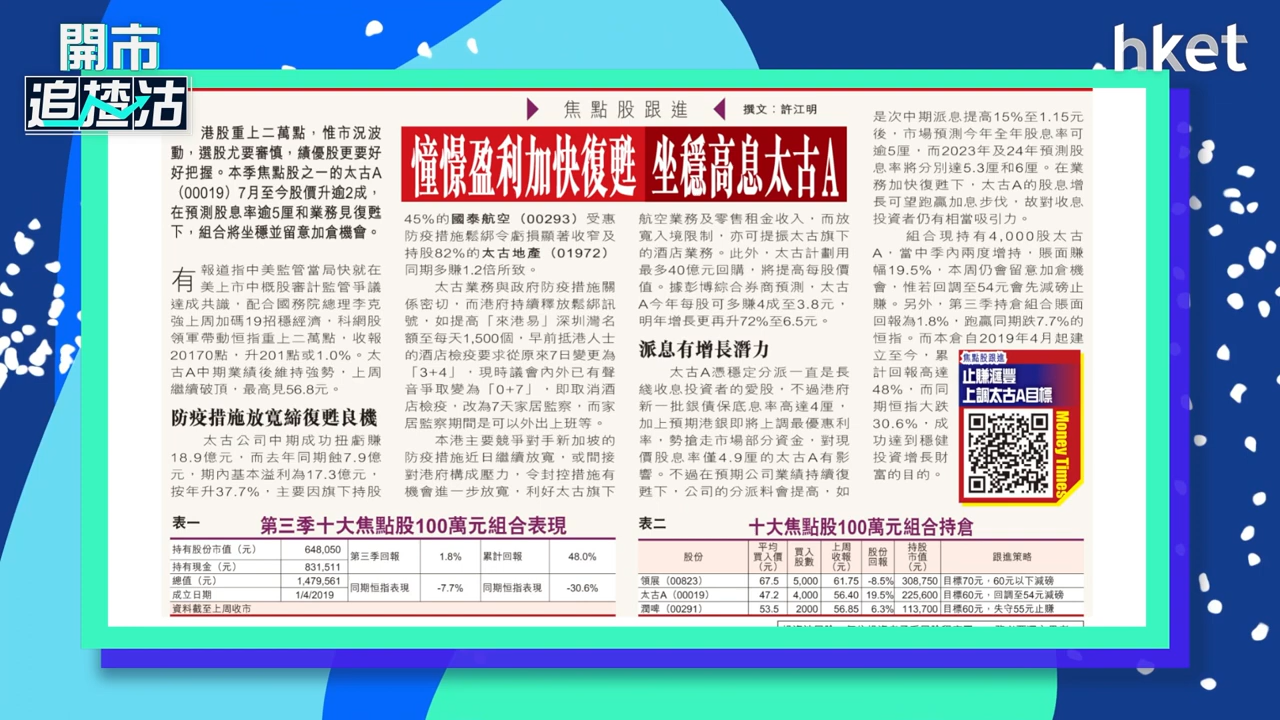 開市
追揸沽
hket
焦點股跟進
撰文：許江明
憧憬盈利加快復甦 坐穩高息太古A
港股重上二萬點，惟市況波
動，選股尤要審慎，績優股更要好
好把握。本季焦點股之一的太古A
（00019）7月至今股價升逾2成，
在預測股息率逾5厘和業務見復甦
下，組合將坐穩並留意加倉機會。
有報道指中美監管當局快就在
美上市中概股審計監管爭議
達成共識，配合國務院總理李克
強上周加碼19招穩經濟，科網股
領軍帶動恒指重上二萬點，收報
20170點，升201點或1.0%。太
古A中期業績後維持強勢，上周
繼續破頂，最高見56.85元。
防疫措施放寬締復甦良機
太古公司中期成功扭虧賺
18.9億元，而去年同期蝕7.9億
元，期內基本溢利為17.3億元，
按年升37.7%，主要因旗下持股
45%的國泰航空（00293）受惠
防疫措施鬆綁令虧損顯著收窄及
持股82%的太古地產（01972）
同期多賺1.2倍所致。
太古業務與政府防疫措施關
係密切，而港府持續釋放鬆綁訊
號，如提高「來港易」深圳灣名
額至每天1,500個，早前抵港人士
的酒店檢疫要求從原來7日變更為
「3+4」，現時議會內外已有聲
音爭取變為「0+7」，即取消酒
店檢疫，改為7天家居監察，而家
居監察期間是可以外出上班等。
本港主要競爭對手新加坡的
防疫措施近日繼續放寬，或間接
對港府構成壓力，令封控措施有
機會進一步放寬，利好太古旗下
航空業務及零售租金收入，而放
寬入境限制，亦可提振太古旗下
的酒店業務。此外，太古計劃用
最多40億元回購，將提高每股價
值。據彭博綜合券商預測，太古
A今年每股可多賺4成至3.8元，
明年增長更再升72%至6.5元。
派息有增長潛力
太古A憑穩定分派一直是長
綫收息投資者的愛股，不過港府
新一批銀債保底息率高達4厘，
加上預期港銀即將上調最優惠利
率，勢搶走市場部分資金，對現
價股息率僅4.9厘的太古A有影
響。不過在預期公司業績持續復
甦下，公司的分派料會提高，如
是次中期派息提高15%至1.15元
後，市場預測今年全年股息率可
逾5厘，而2023年及24年預測股
息率將分別達5.3厘和6厘。在業
務加快復甦下，太古A的股息增
長可望跑贏加息步伐，故對收息
投資者仍有相當吸引力。
組合現持有4,000股太古
A，當中季內兩度增持，賬面賺
幅19.5%，本周仍會留意加倉機
會，惟若回調至54元會先減磅止
賺。另外，第三季持倉組合賬面
回報為1.8%，跑贏同期跌7.7%的
恒指。而本倉自2019年4月起建
立至今，累
計回報高達
48%，而同
期恒指大跌
30.6%，成
功達到穩健
投資增長財
富的目的。
焦點股跟進
止賺滙豐
上調太古A目標
Money Times
表一 第三季十大焦點股100萬元組合表現
持有股份市值（元） 648,050 第三季回報 1.8% 累計回報 48.0%
持有現金（元） 831,511
總值（元） 1,479,561 同期恒指表現 -7.7% 同期恒指表現 -30.6%
成立日期 1/4/2019
資料截至上周收市
表二 十大焦點股100萬元組合持倉
股份 平均買入價（元） 買入股數 上周收報（元） 股份回報 持股市值（元） 跟進策略
領展（00823） 67.5 5,000 61.75 -8.5% 308,750 目標70元，60元以下減磅
太古A（00019） 47.2 4,000 56.40 19.5% 225,600 目標60元，回調至54元減磅
潤啤（00291） 53.5 2000 56.85 6.3% 113,700 目標60元，失守55元止賺